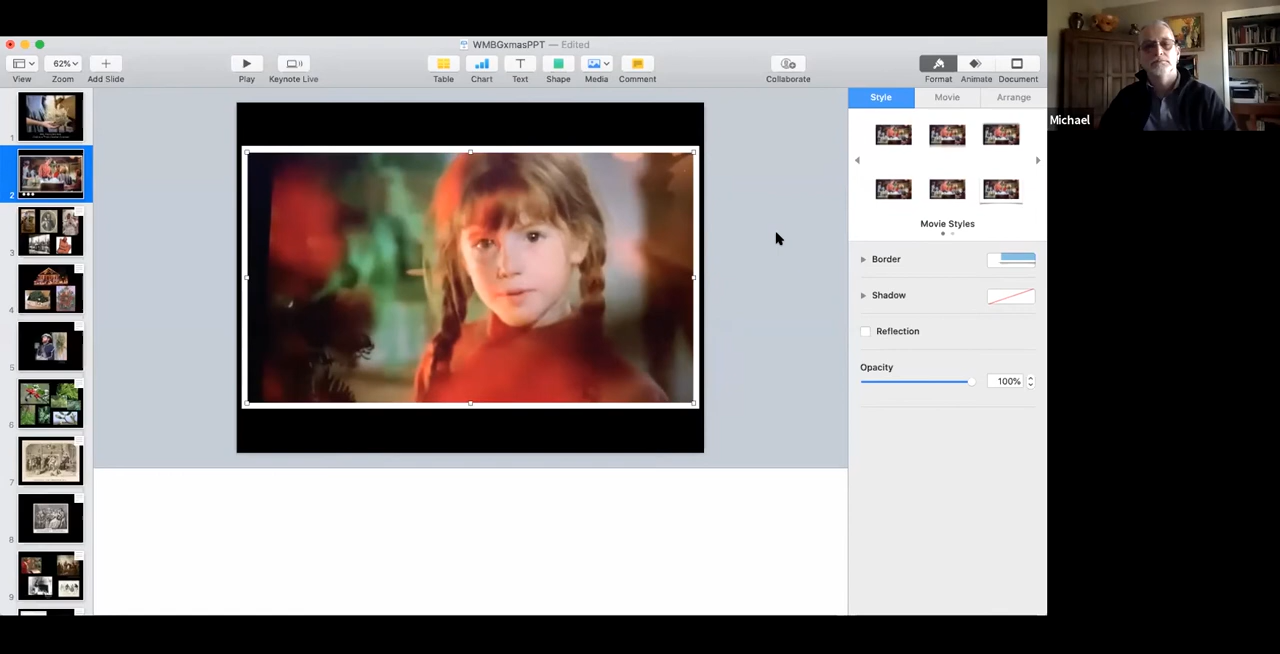 WMBGxmasPPT — Edited
View
62%
Zoom
Add Slide
Play
Keynote Live
Table
Chart
Text
Shape
Media
Comment
Collaborate
Format
Animate
Document
Style
Movie
Arrange
Movie Styles
Border
Shadow
Reflection
Opacity
100%
1
2
3
4
5
6
7
8
9
Michael